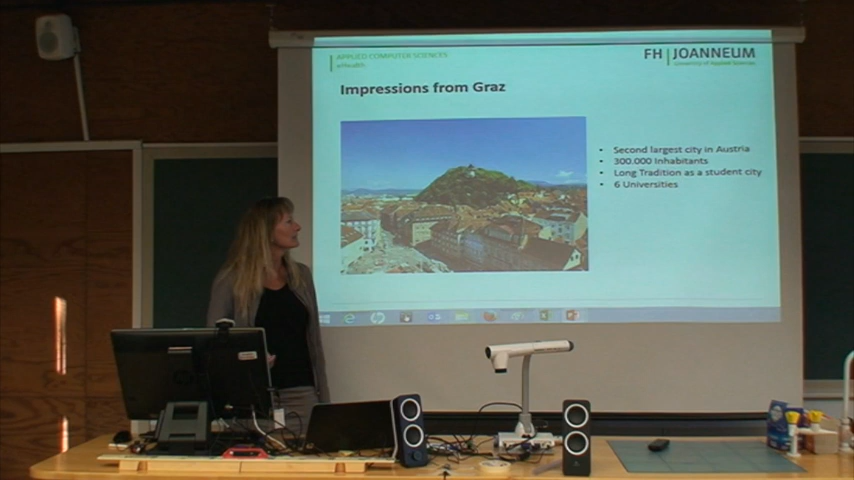 APPLIED COMPUTER SCIENCES
eHealth
FH | JOANNEUM
University of Applied Sciences
Impressions from Graz
• Second largest city in Austria
• 300.000 Inhabitants
• Long Tradition as a student city
• 6 Universities